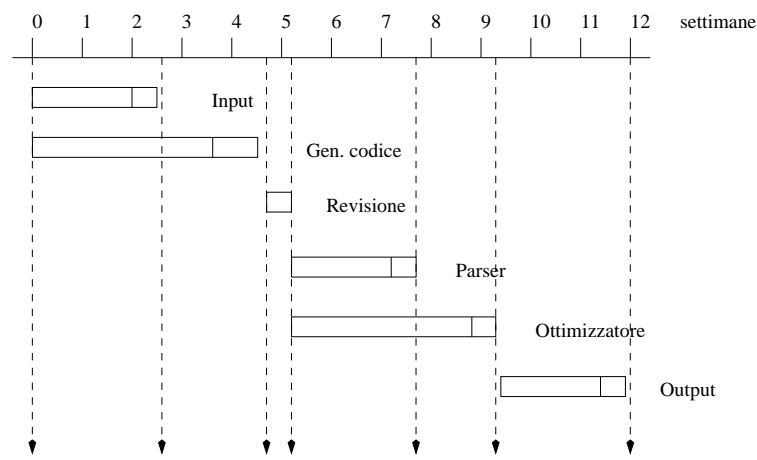 0 1 2 3 4 5 6 7 8 9 10 11 12 settimane
Input
Gen. codice
Revisione
Parser
Ottimizzatore
Output